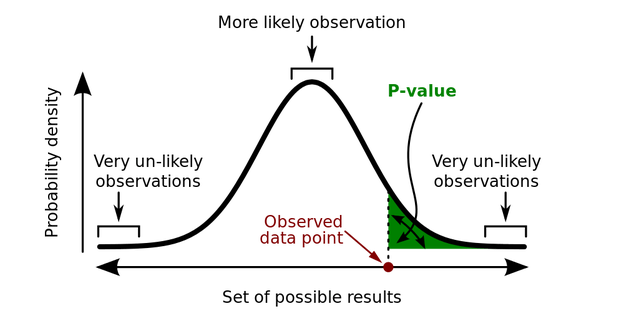 More likely observation
P-value
Probability density
Very un-likely
observations
Very un-likely
observations
Observed
data point
Set of possible results